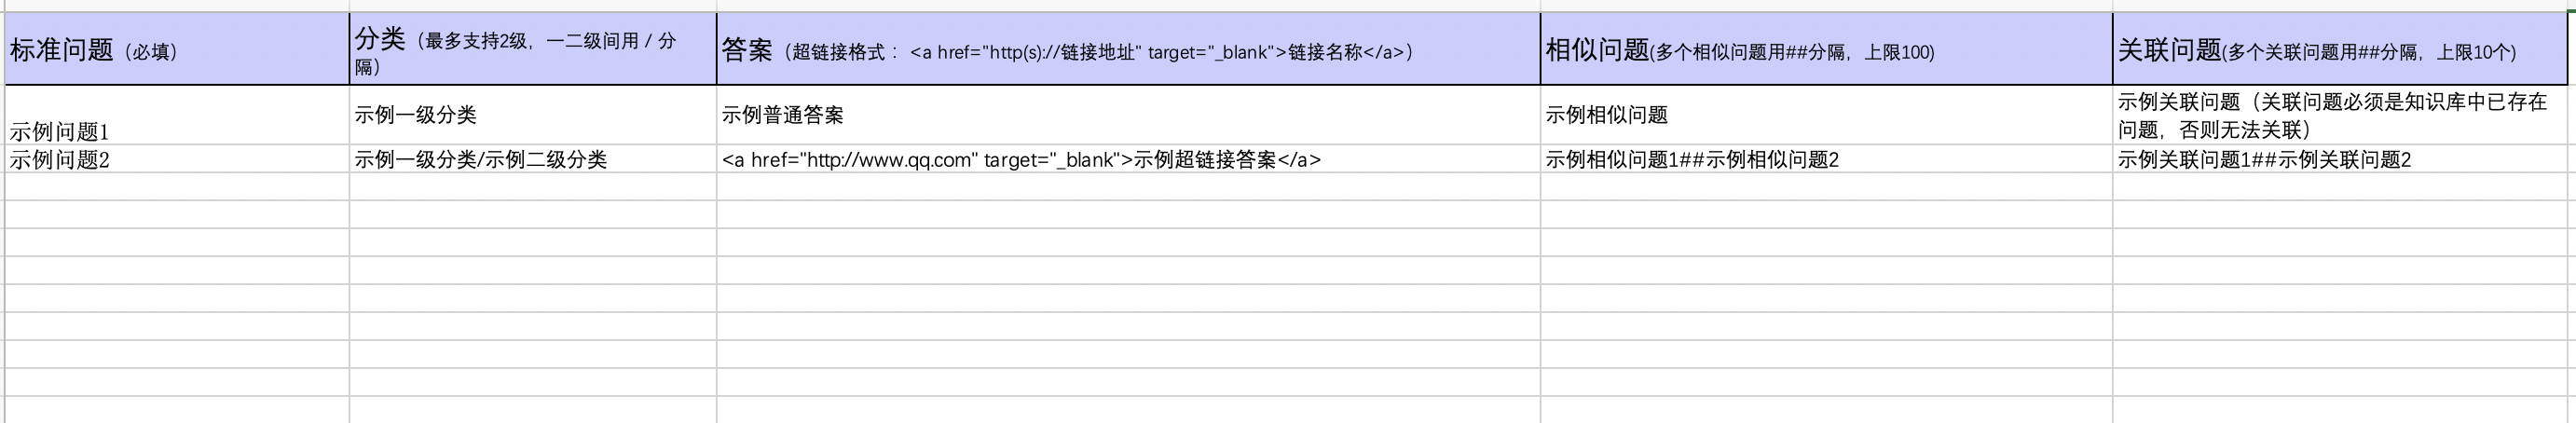 标准问题（必填）
分类（最多支持2级，一二级间用 / 分
隔）
答案（超链接格式： <a href="http(s)://链接地址" target="_blank">链接名称</a>）
相似问题(多个相似问题用##分隔，上限100)
关联问题(多个关联问题用##分隔，上限10个)
示例问题1
示例一级分类
示例普通答案
示例相似问题
示例关联问题（关联问题必须是知识库中已存在
问题，否则无法关联）
示例问题2
示例一级分类/示例二级分类
<a href="http://www.qq.com" target="_blank">示例超链接答案</a>
示例相似问题1##示例相似问题2
示例关联问题1##示例关联问题2